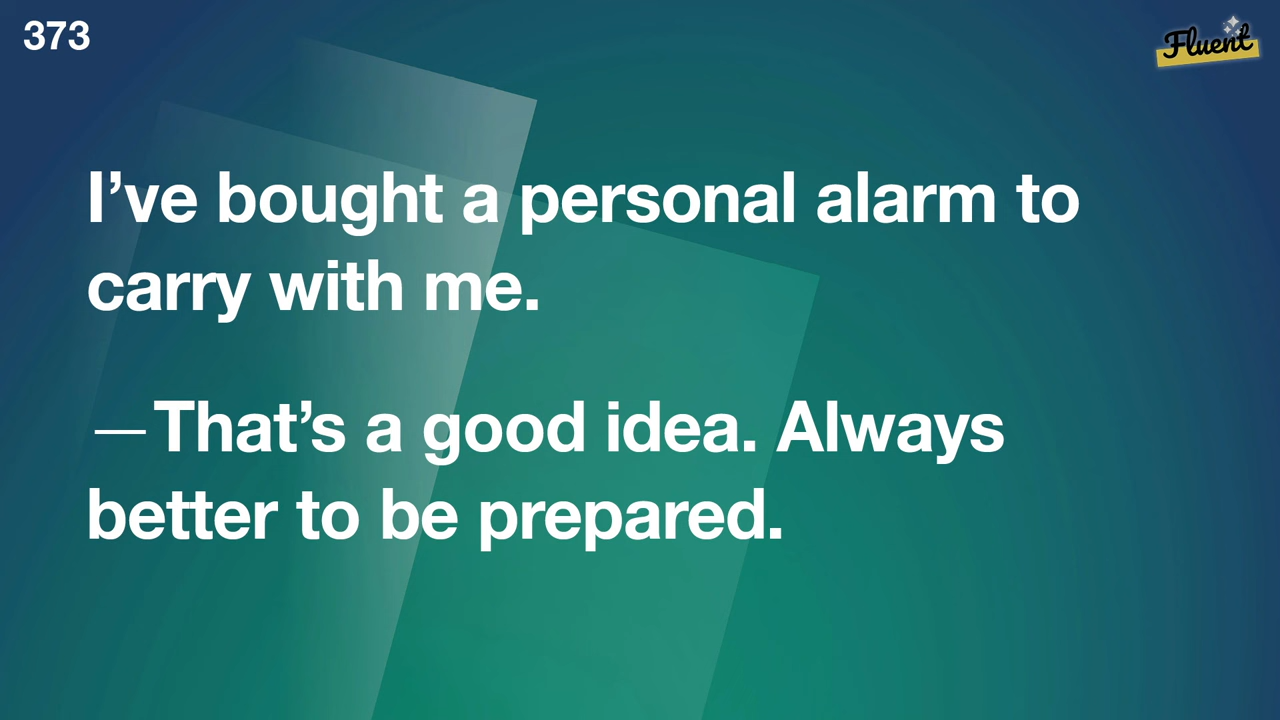 373
Fluent
I’ve bought a personal alarm to
carry with me.
—That’s a good idea. Always
better to be prepared.